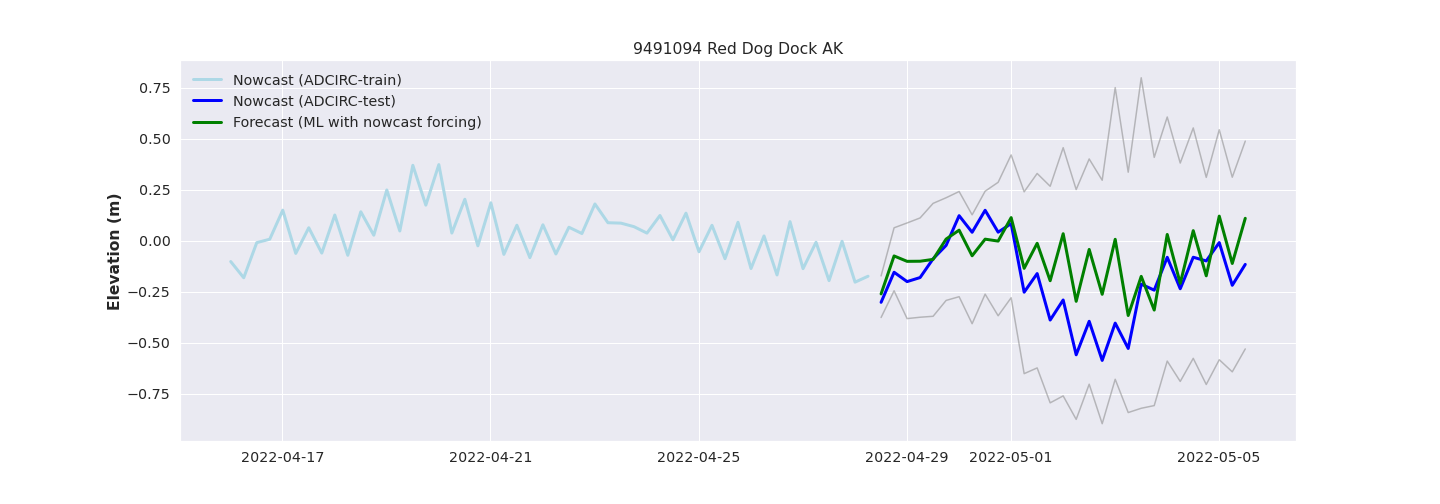 9491094 Red Dog Dock AK
Nowcast (ADCIRC-train)
Nowcast (ADCIRC-test)
Forecast (ML with nowcast forcing)
Elevation (m)
0.75
0.50
0.25
0.00
−0.25
−0.50
−0.75
2022-04-17 2022-04-21 2022-04-25 2022-04-29 2022-05-01 2022-05-05